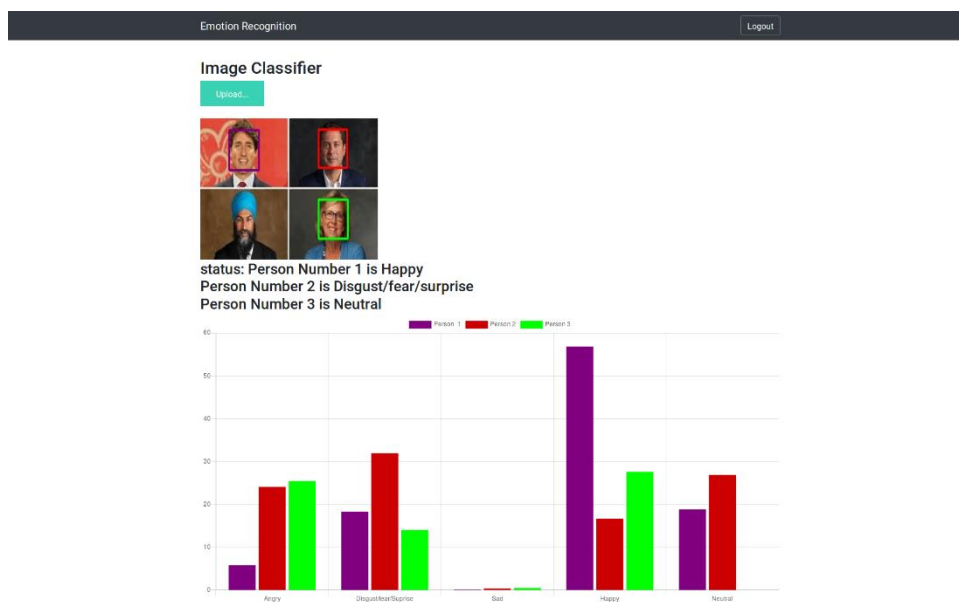 Emotion Recognition
Logout
Image Classifier
Upload...
status: Person Number 1 is Happy
Person Number 2 is Disgust/fear/surprise
Person Number 3 is Neutral
Person 1 Person 2 Person 3
60
50
40
30
20
10
0
Angry Disgust/fear/Suprise Sad Happy Neutral